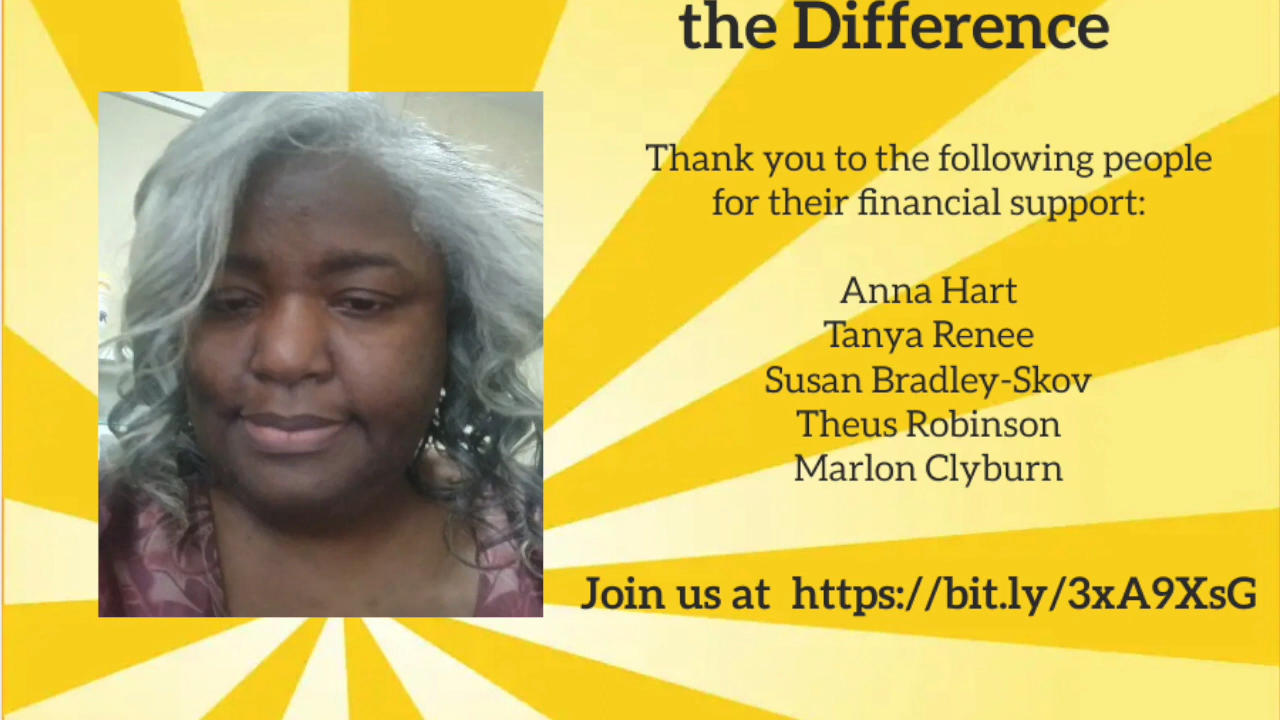 the Difference
Thank you to the following people
for their financial support:
Anna Hart
Tanya Renee
Susan Bradley-Skov
Theus Robinson
Marlon Clyburn
Join us at https://bit.ly/3xA9XsG